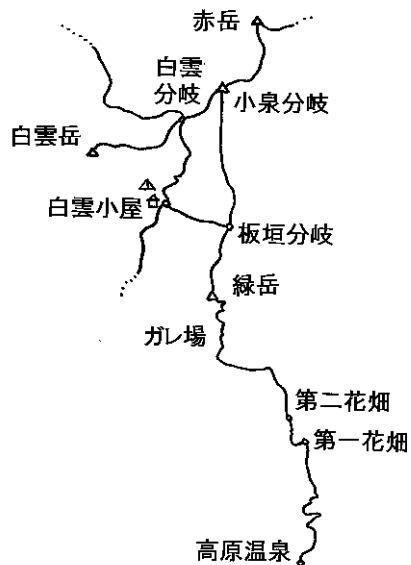 赤岳
白雲
分岐
小泉分岐
白雲岳
白雲小屋
板垣分岐
緑岳
ガレ場
第二花畑
第一花畑
高原温泉